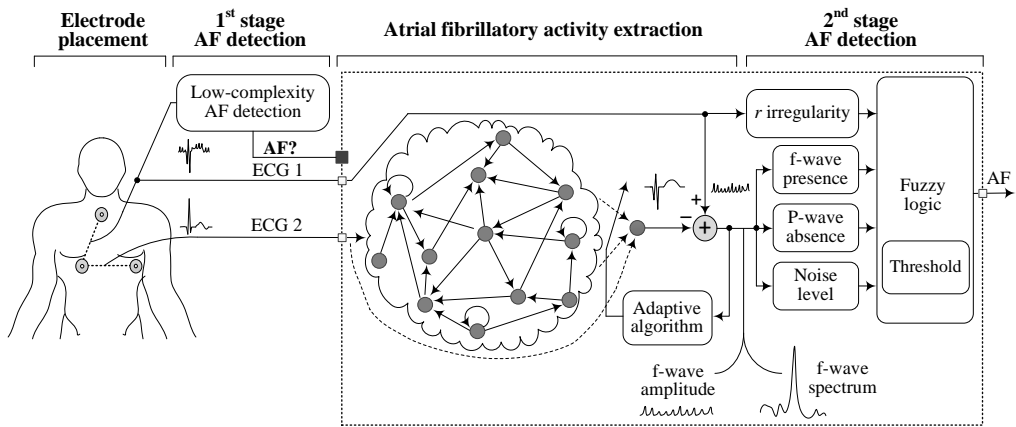 Electrode
placement
1st stage
AF detection
Atrial fibrillatory activity extraction
2nd stage
AF detection
Low-complexity
AF detection
AF?
ECG 1
ECG 2
r irregularity
f-wave
presence
P-wave
absence
Noise
level
Fuzzy
logic
Threshold
AF
+
−
+
Adaptive
algorithm
f-wave
amplitude
f-wave
spectrum